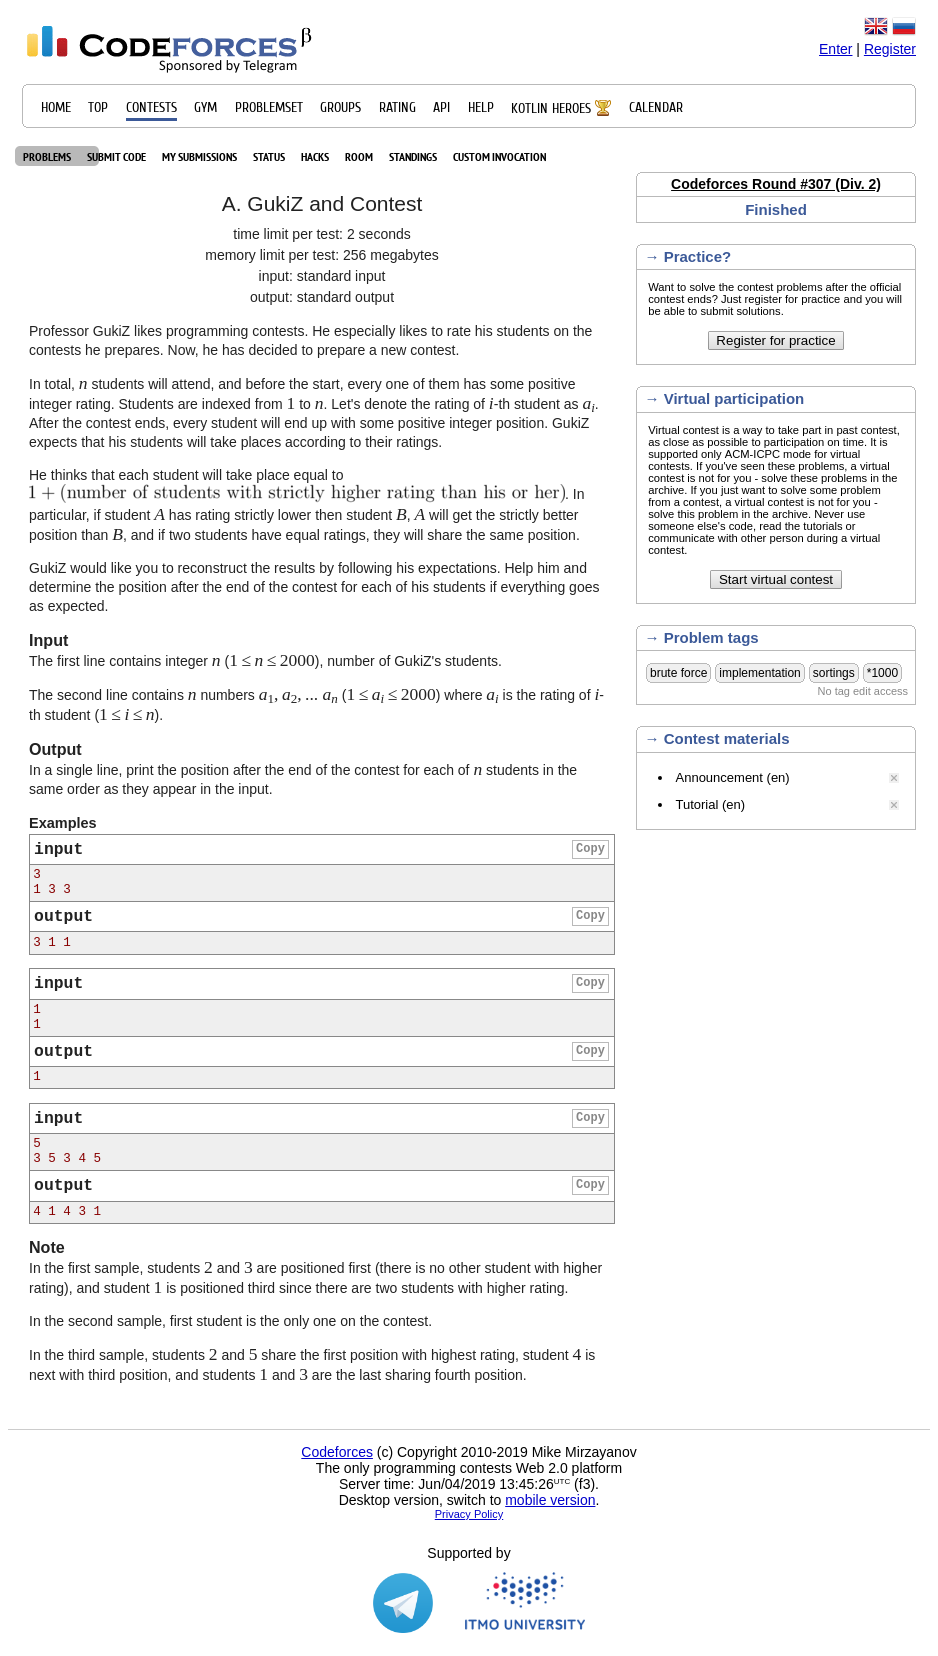 CODEFORCES β
Sponsored by Telegram
Enter | Register
HOME TOP CONTESTS GYM PROBLEMSET GROUPS RATING API HELP KOTLIN HEROES CALENDAR
PROBLEMS SUBMIT CODE MY SUBMISSIONS STATUS HACKS ROOM STANDINGS CUSTOM INVOCATION
A. GukiZ and Contest
time limit per test: 2 seconds
memory limit per test: 256 megabytes
input: standard input
output: standard output
Professor GukiZ likes programming contests. He especially likes to rate his students on the
contests he prepares. Now, he has decided to prepare a new contest.
In total, n students will attend, and before the start, every one of them has some positive
integer rating. Students are indexed from 1 to n. Let's denote the rating of i-th student as aᵢ.
After the contest ends, every student will end up with some positive integer position. GukiZ
expects that his students will take places according to their ratings.
He thinks that each student will take place equal to
1 + (number of students with strictly higher rating than his or her). In
particular, if student A has rating strictly lower then student B, A will get the strictly better
position than B, and if two students have equal ratings, they will share the same position.
GukiZ would like you to reconstruct the results by following his expectations. Help him and
determine the position after the end of the contest for each of his students if everything goes
as expected.
Input
The first line contains integer n (1 ≤ n ≤ 2000), number of GukiZ's students.
The second line contains n numbers a₁, a₂, ... aₙ (1 ≤ aᵢ ≤ 2000) where aᵢ is the rating of i-
th student (1 ≤ i ≤ n).
Output
In a single line, print the position after the end of the contest for each of n students in the
same order as they appear in the input.
Examples
input Copy
3
1 3 3
output Copy
3 1 1
input Copy
1
1
output Copy
1
input Copy
5
3 5 3 4 5
output Copy
4 1 4 3 1
Note
In the first sample, students 2 and 3 are positioned first (there is no other student with higher
rating), and student 1 is positioned third since there are two students with higher rating.
In the second sample, first student is the only one on the contest.
In the third sample, students 2 and 5 share the first position with highest rating, student 4 is
next with third position, and students 1 and 3 are the last sharing fourth position.
Codeforces Round #307 (Div. 2)
Finished
→ Practice?
Want to solve the contest problems after the official
contest ends? Just register for practice and you will
be able to submit solutions.
Register for practice
→ Virtual participation
Virtual contest is a way to take part in past contest,
as close as possible to participation on time. It is
supported only ACM-ICPC mode for virtual
contests. If you've seen these problems, a virtual
contest is not for you - solve these problems in the
archive. If you just want to solve some problem
from a contest, a virtual contest is not for you -
solve this problem in the archive. Never use
someone else's code, read the tutorials or
communicate with other person during a virtual
contest.
Start virtual contest
→ Problem tags
brute force implementation sortings *1000
No tag edit access
→ Contest materials
• Announcement (en)
• Tutorial (en)
Codeforces (c) Copyright 2010-2019 Mike Mirzayanov
The only programming contests Web 2.0 platform
Server time: Jun/04/2019 13:45:26 UTC (f3).
Desktop version, switch to mobile version.
Privacy Policy
Supported by
ITMO UNIVERSITY